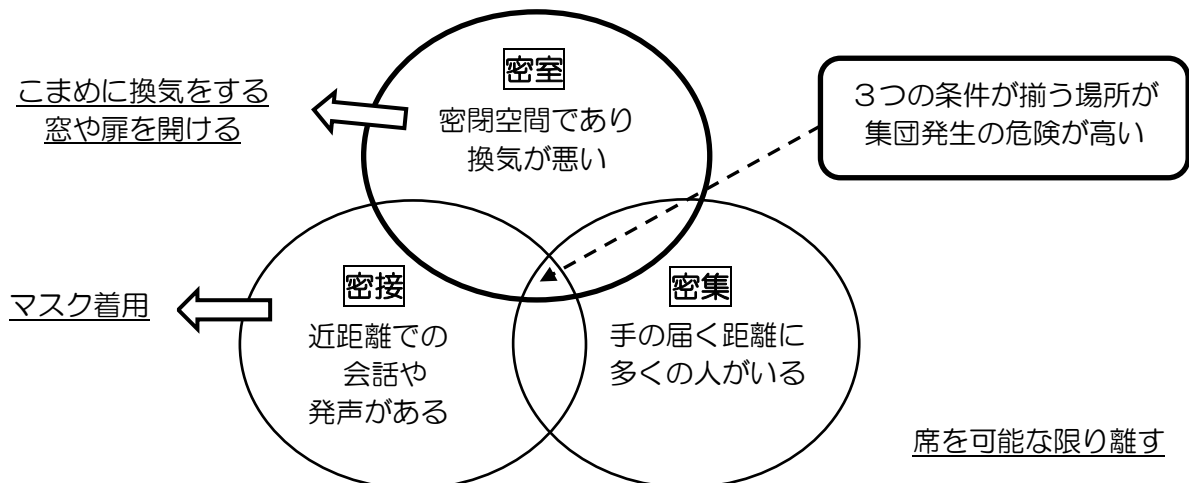 密室
密閉空間であり
換気が悪い
こまめに換気をする
窓や扉を開ける
３つの条件が揃う場所が
集団発生の危険が高い
密接
近距離での
会話や
発声がある
マスク着用
密集
手の届く距離に
多くの人がいる
席を可能な限り離す